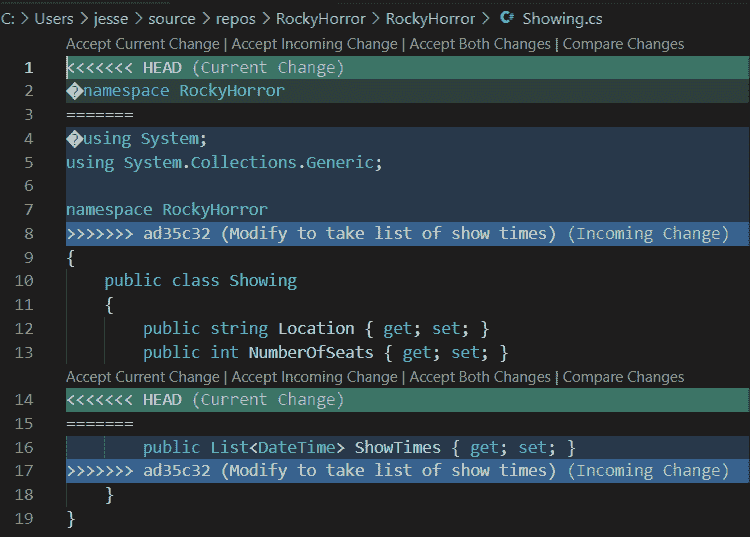 C: > Users > jesse > source > repos > RockyHorror > RockyHorror > C# Showing.cs
Accept Current Change | Accept Incoming Change | Accept Both Changes | Compare Changes
1 <<<<<<< HEAD (Current Change)
2 �namespace RockyHorror
3 =======
4 �using System;
5 using System.Collections.Generic;
6
7 namespace RockyHorror
8 >>>>>>> ad35c32 (Modify to take list of show times) (Incoming Change)
9 {
10     public class Showing
11     {
12         public string Location { get; set; }
13         public int NumberOfSeats { get; set; }
Accept Current Change | Accept Incoming Change | Accept Both Changes | Compare Changes
14 <<<<<<< HEAD (Current Change)
15 =======
16         public List<DateTime> ShowTimes { get; set; }
17 >>>>>>> ad35c32 (Modify to take list of show times) (Incoming Change)
18     }
19 }